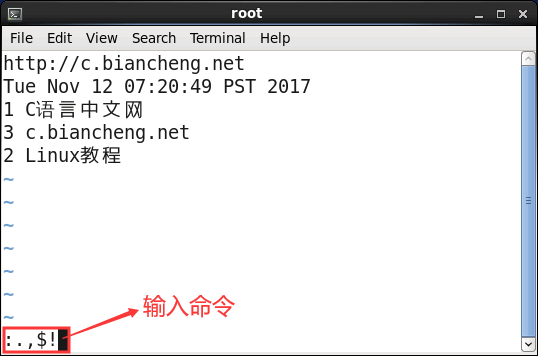 root
File Edit View Search Terminal Help
http://c.biancheng.net
Tue Nov 12 07:20:49 PST 2017
1 C语言中文网
3 c.biancheng.net
2 Linux教程
~
~
~
~
~
~
~
:.,$!
输入命令